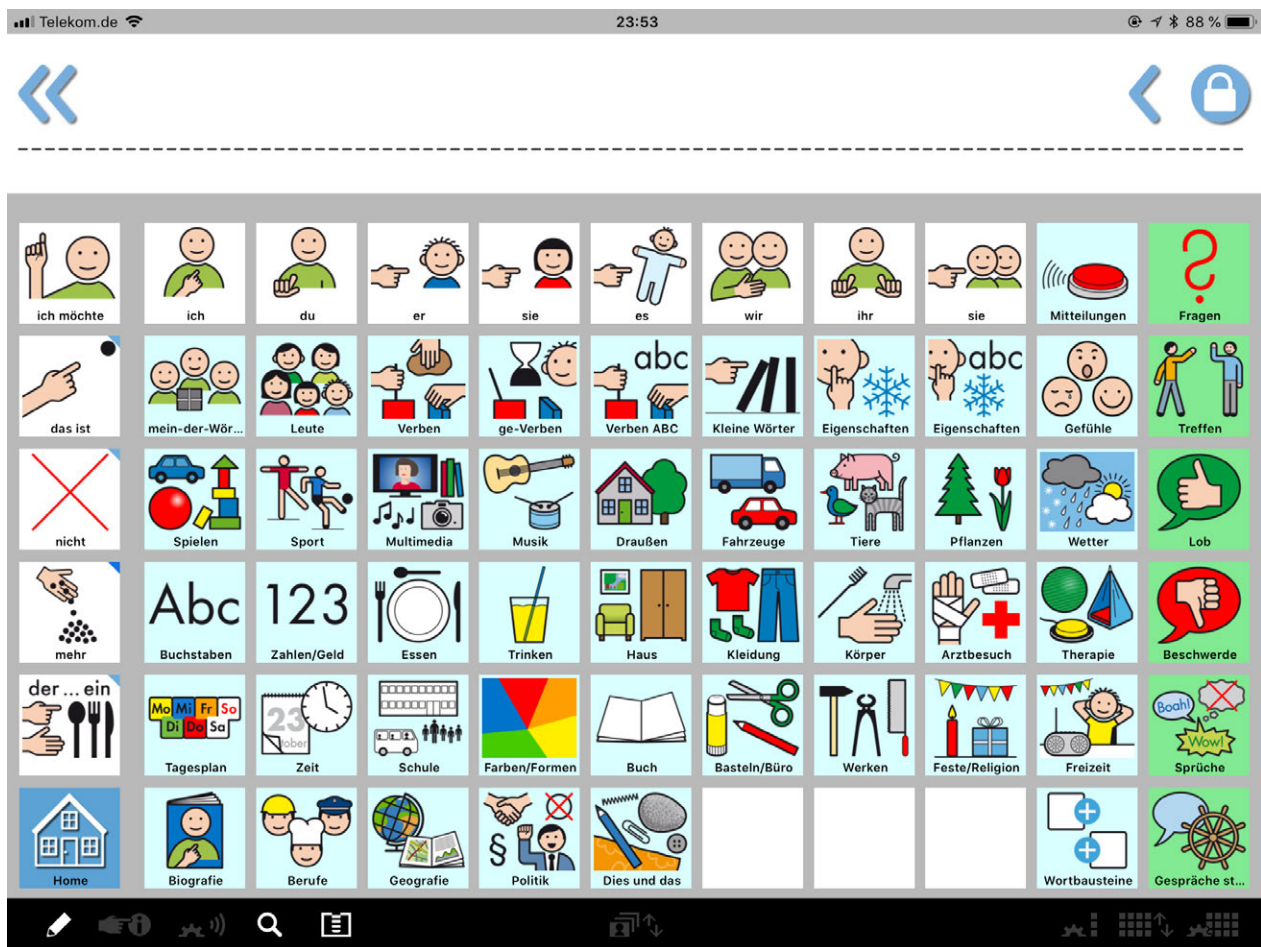 Telekom.de 23:53 88 %
ich möchte ich du er sie es wir ihr sie Mitteilungen Fragen
abc abc
das ist mein-der-Wör... Leute Verben ge-Verben Verben ABC Kleine Wörter Eigenschaften Eigenschaften Gefühle Treffen
nicht Spielen Sport Multimedia Musik Draußen Fahrzeuge Tiere Pflanzen Wetter Lob
Abc 123
mehr Buchstaben Zahlen/Geld Essen Trinken Haus Kleidung Körper Arztbesuch Therapie Beschwerde
der ... ein Mo Mi Fr So Boah!
Di Do Sa 23 tober Wow!
Tagesplan Zeit Schule Farben/Formen Buch Basteln/Büro Werken Feste/Religion Freizeit Sprüche
§
Home Biografie Berufe Geografie Politik Dies und das Wortbausteine Gespräche st...